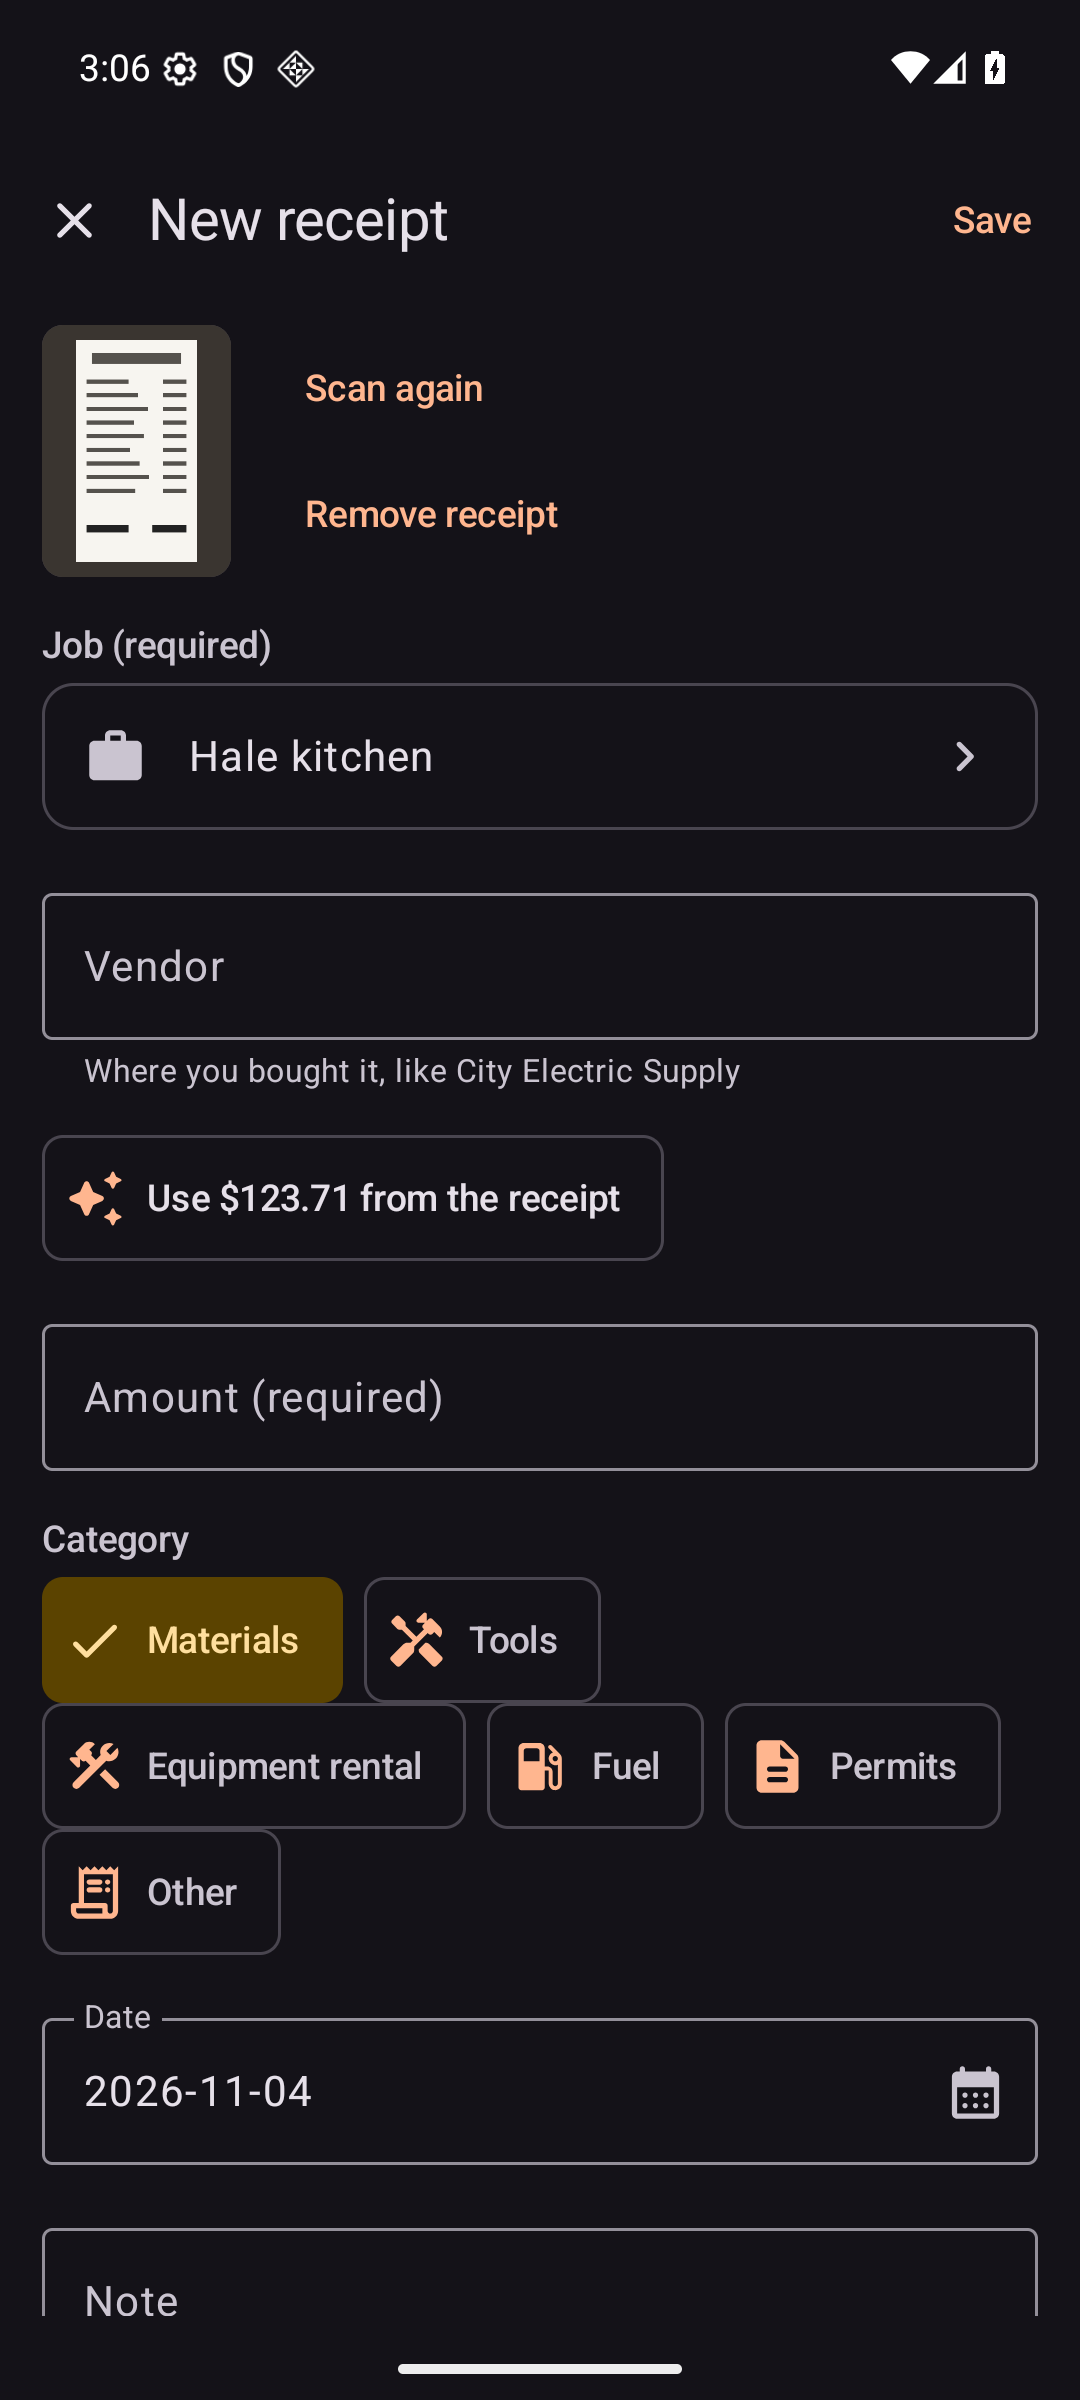 3:06
New receipt
Save
Scan again
Remove receipt
Job (required)
Hale kitchen
Vendor
Where you bought it, like City Electric Supply
Use $123.71 from the receipt
Amount (required)
Category
Materials
Tools
Equipment rental
Fuel
Permits
Other
Date
2026-11-04
Note